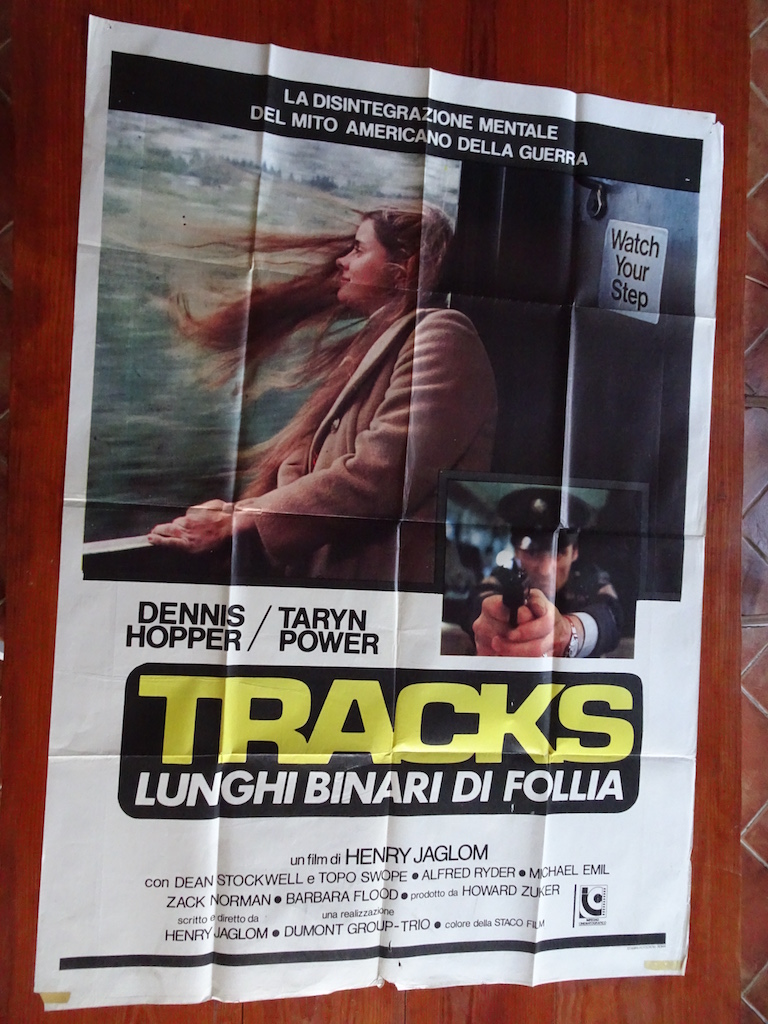 LA DISINTEGRAZIONE MENTALE
DEL MITO AMERICANO DELLA GUERRA
Watch
Your
Step
DENNIS
HOPPER / TARYN
POWER
TRACKS
LUNGHI BINARI DI FOLLIA
un film di HENRY JAGLOM
con DEAN STOCKWELL e TOPO SWOPE ● ALFRED RYDER ● MICHAEL EMIL
ZACK NORMAN ● BARBARA FLOOD ● prodotto da HOWARD ZUKER
scritto e diretto da
HENRY JAGLOM ● una realizzazione
DUMONT GROUP-TRIO ● colore della STACO FILM